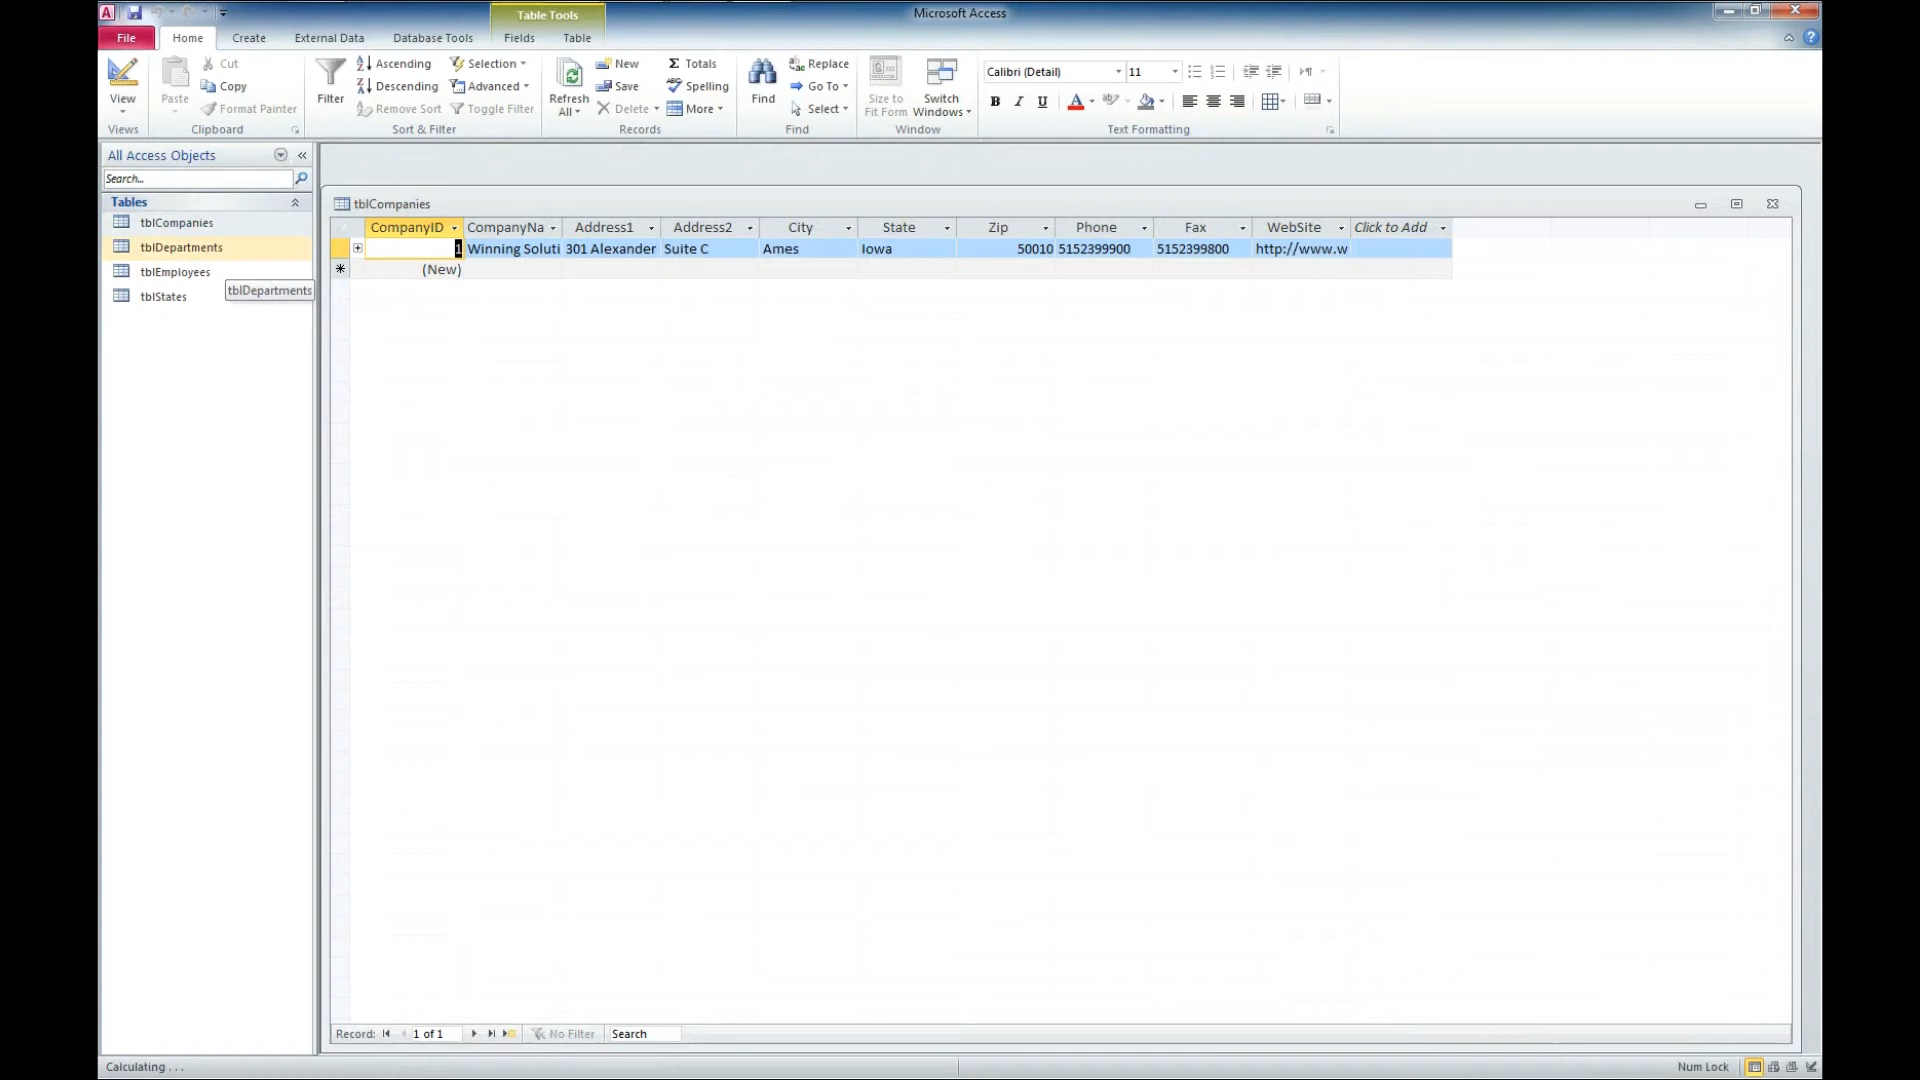 Table Tools
Microsoft Access
File Home Create External Data Database Tools Fields Table
View
Views
Paste
Cut
Copy
Format Painter
Clipboard
Filter
Ascending
Descending
Remove Sort
Selection
Advanced
Toggle Filter
Sort & Filter
Refresh
All
New
Save
Delete
Totals
Spelling
More
Records
Find
Replace
Go To
Select
Find
Size to
Fit Form
Switch
Windows
Window
Calibri (Detail) 11
B I U A
Text Formatting
All Access Objects
Search...
Tables
tblCompanies
tblDepartments
tblEmployees
tblStates
tblDepartments
tblCompanies
CompanyID CompanyNa Address1 Address2 City State Zip Phone Fax WebSite Click to Add
1 Winning Soluti 301 Alexander Suite C Ames Iowa 50010 5152399900 5152399800 http://www.w
(New)
Record: 1 of 1 No Filter Search
Calculating . . . Num Lock